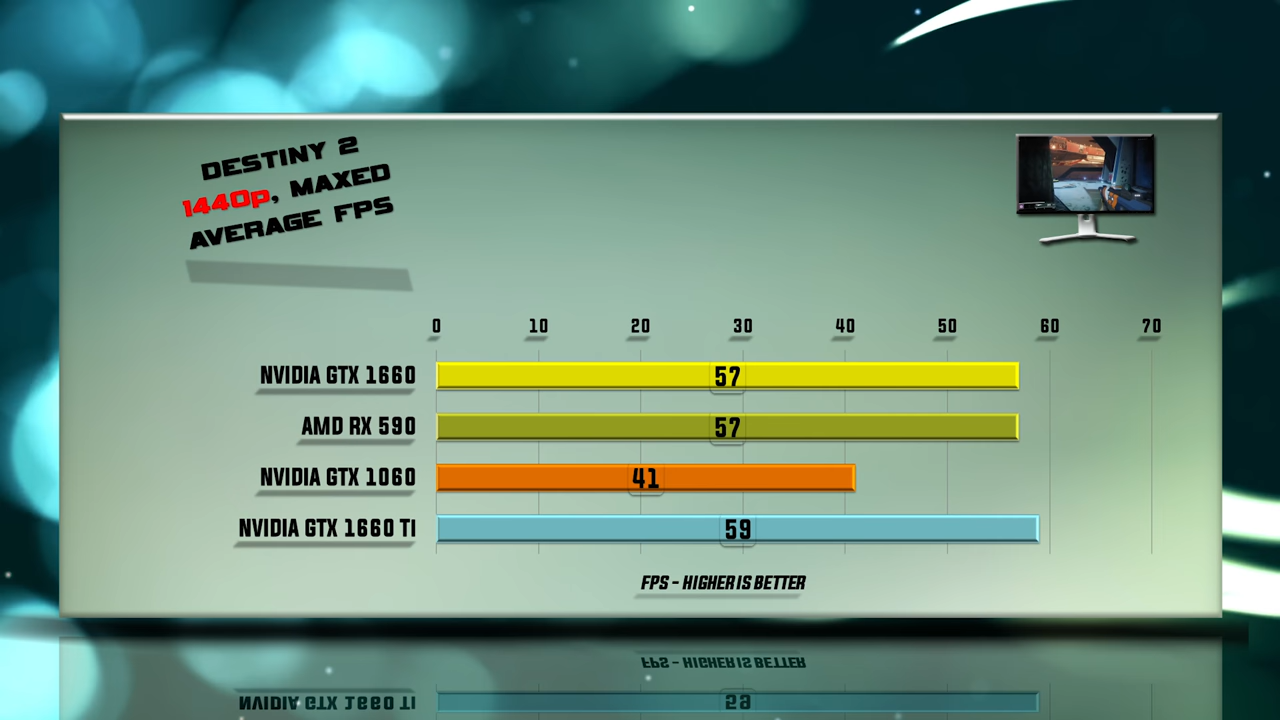 DESTINY 2
1440p, MAXED
AVERAGE FPS
0 10 20 30 40 50 60 70
NVIDIA GTX 1660 57
AMD RX 590 57
NVIDIA GTX 1060 41
NVIDIA GTX 1660 TI 59
FPS - HIGHER IS BETTER